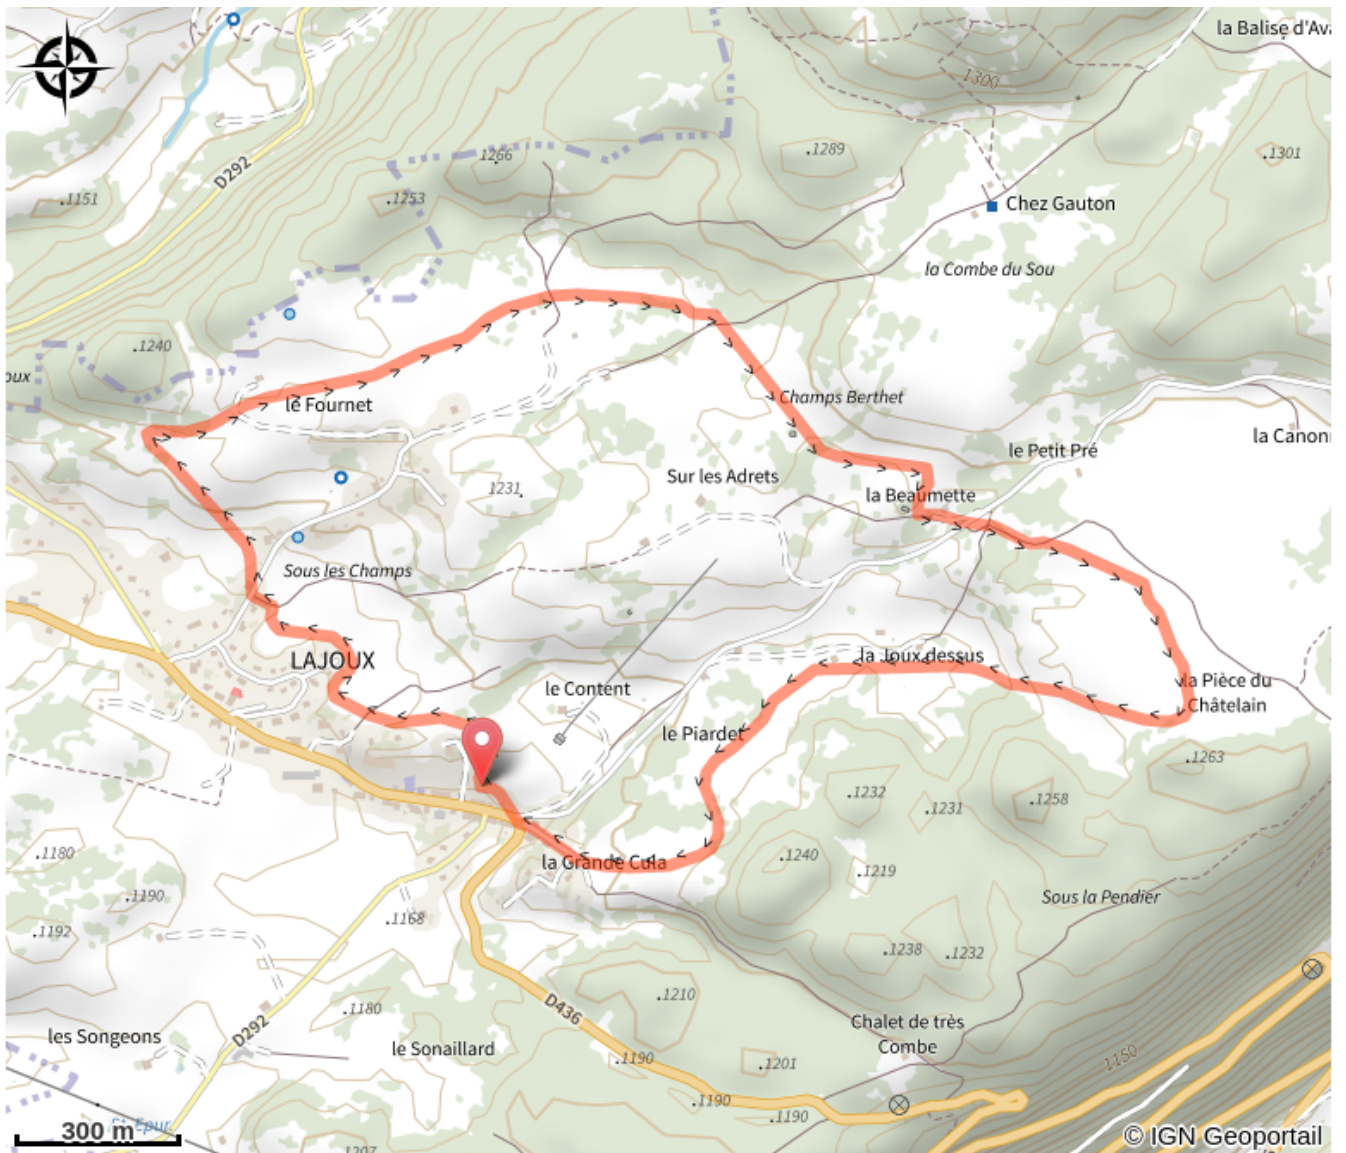 la Balise d'Ava
1300
1266
.1289
.1301
D292
.1151
.1253
Chez Gauton
la Combe du Sou
.1240
oux
le Fournet
Champs Berthet
la Canon
le Petit Pré
Sur les Adrets
1231.
la Beaumette
Sous les Champs
LAJOUX
la Joux dessus
le Content
la Pièce du
Châtelain
le Piardet
.1263
.1232
.1231
.1258
.1180
la Grande Cula
.1240
.1219
.1190
Sous la Pendier
.1168
.1192
.1238
.1232
.1210
.1180
D436
Chalet de très
Combe
les Songeons
D292
le Sonaillard
.1190
.1201
1150
.1190
.1190
300 m
1207
© IGN Geoportail